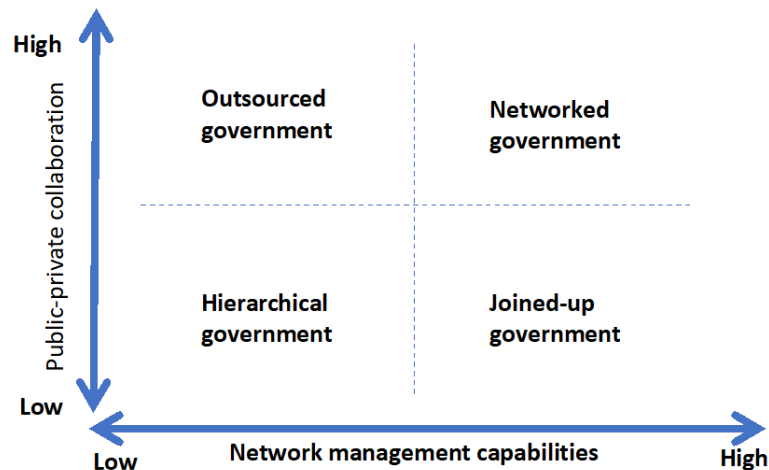 High
Public-private collaboration
Outsourced
government
Networked
government
Hierarchical
government
Joined-up
government
Low
Low
Network management capabilities
High